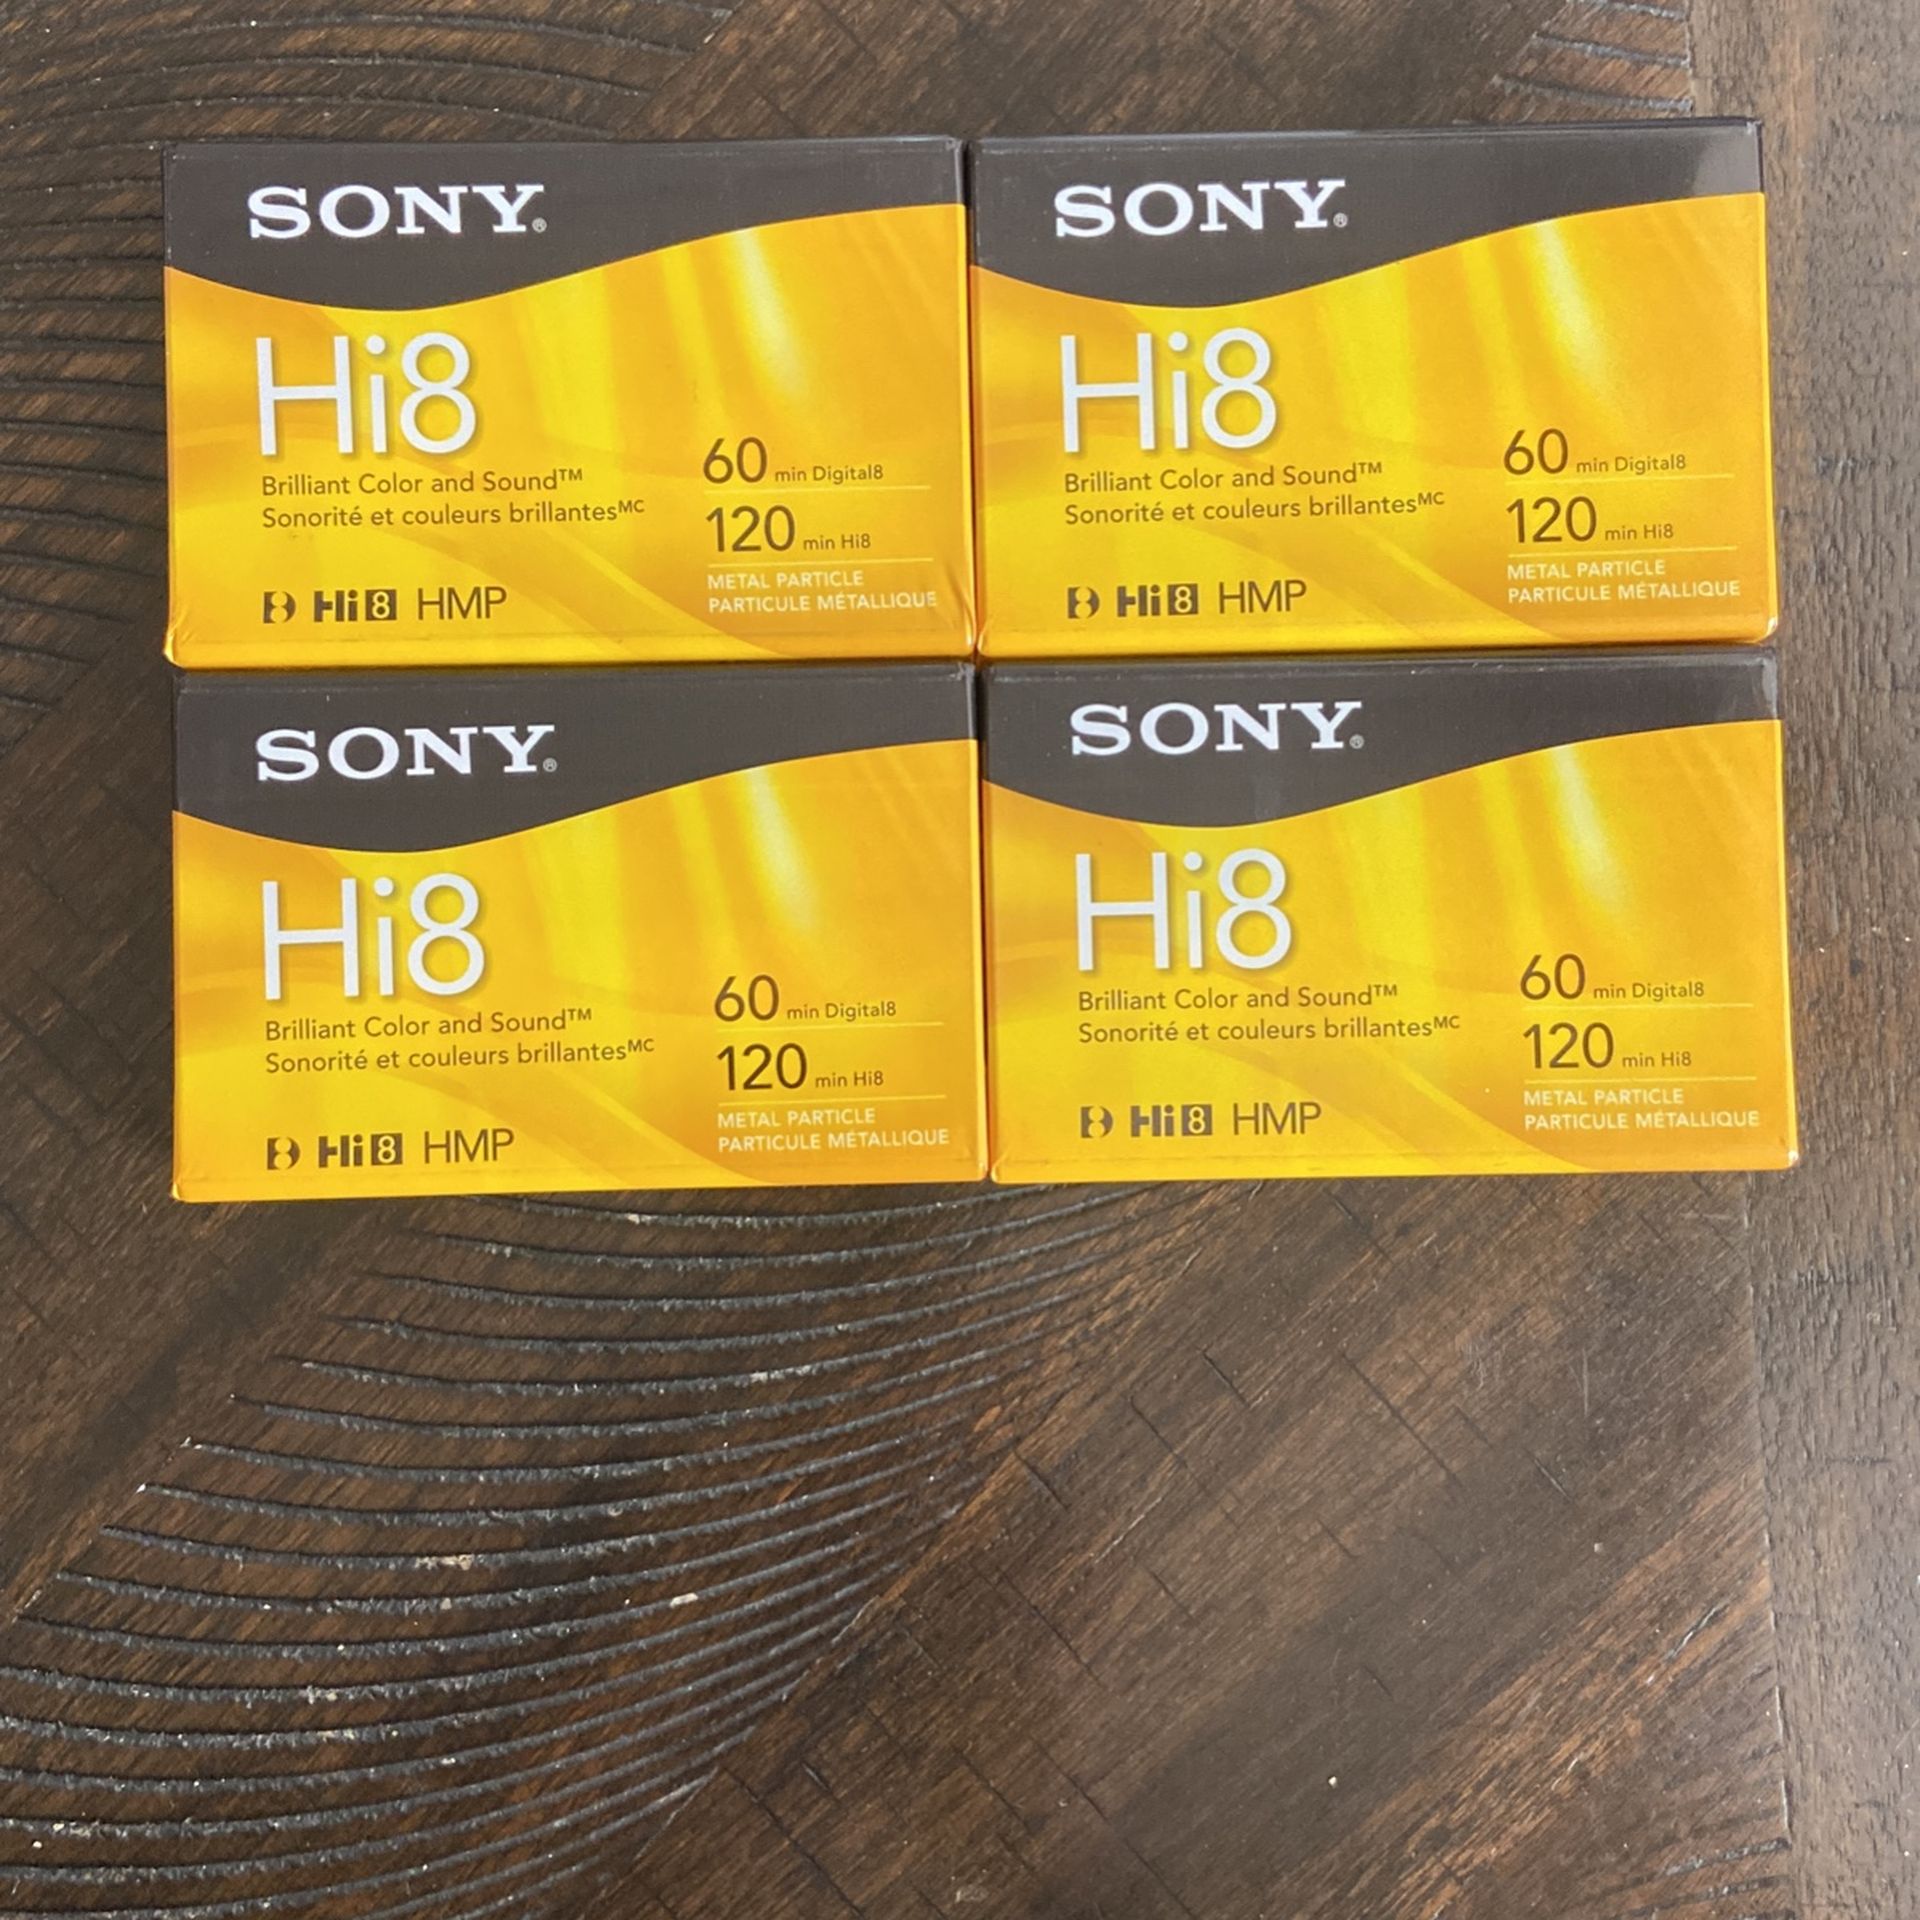 SONY®
Hi8
Brilliant Color and Sound™
Sonorité et couleurs brillantesMC
60 min Digital8
120 min Hi8
METAL PARTICLE
PARTICULE MÉTALLIQUE
8 Hi8 HMP
SONY®
Hi8
Brilliant Color and Sound™
Sonorité et couleurs brillantesMC
60 min Digital8
120 min Hi8
METAL PARTICLE
PARTICULE MÉTALLIQUE
8 Hi8 HMP
SONY®
Hi8
Brilliant Color and Sound™
Sonorité et couleurs brillantesMC
60 min Digital8
120 min Hi8
METAL PARTICLE
PARTICULE MÉTALLIQUE
8 Hi8 HMP
SONY®
Hi8
Brilliant Color and Sound™
Sonorité et couleurs brillantesMC
60 min Digital8
120 min Hi8
METAL PARTICLE
PARTICULE MÉTALLIQUE
8 Hi8 HMP